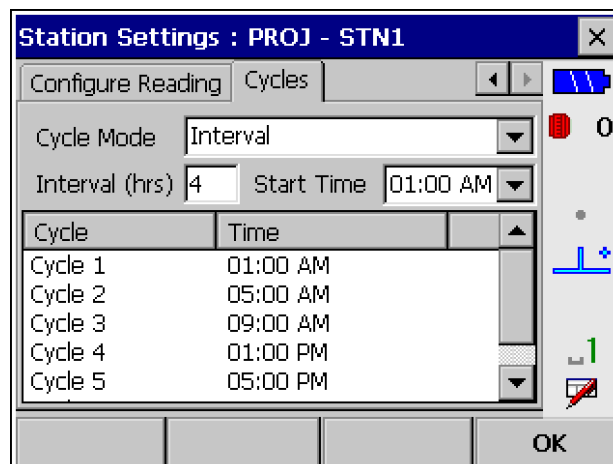 Station Settings : PROJ - STN1
Configure Reading Cycles
Cycle Mode Interval
0
Interval (hrs) 4 Start Time 01:00 AM
Cycle Time
Cycle 1 01:00 AM
Cycle 2 05:00 AM
Cycle 3 09:00 AM
Cycle 4 01:00 PM
1
Cycle 5 05:00 PM
OK